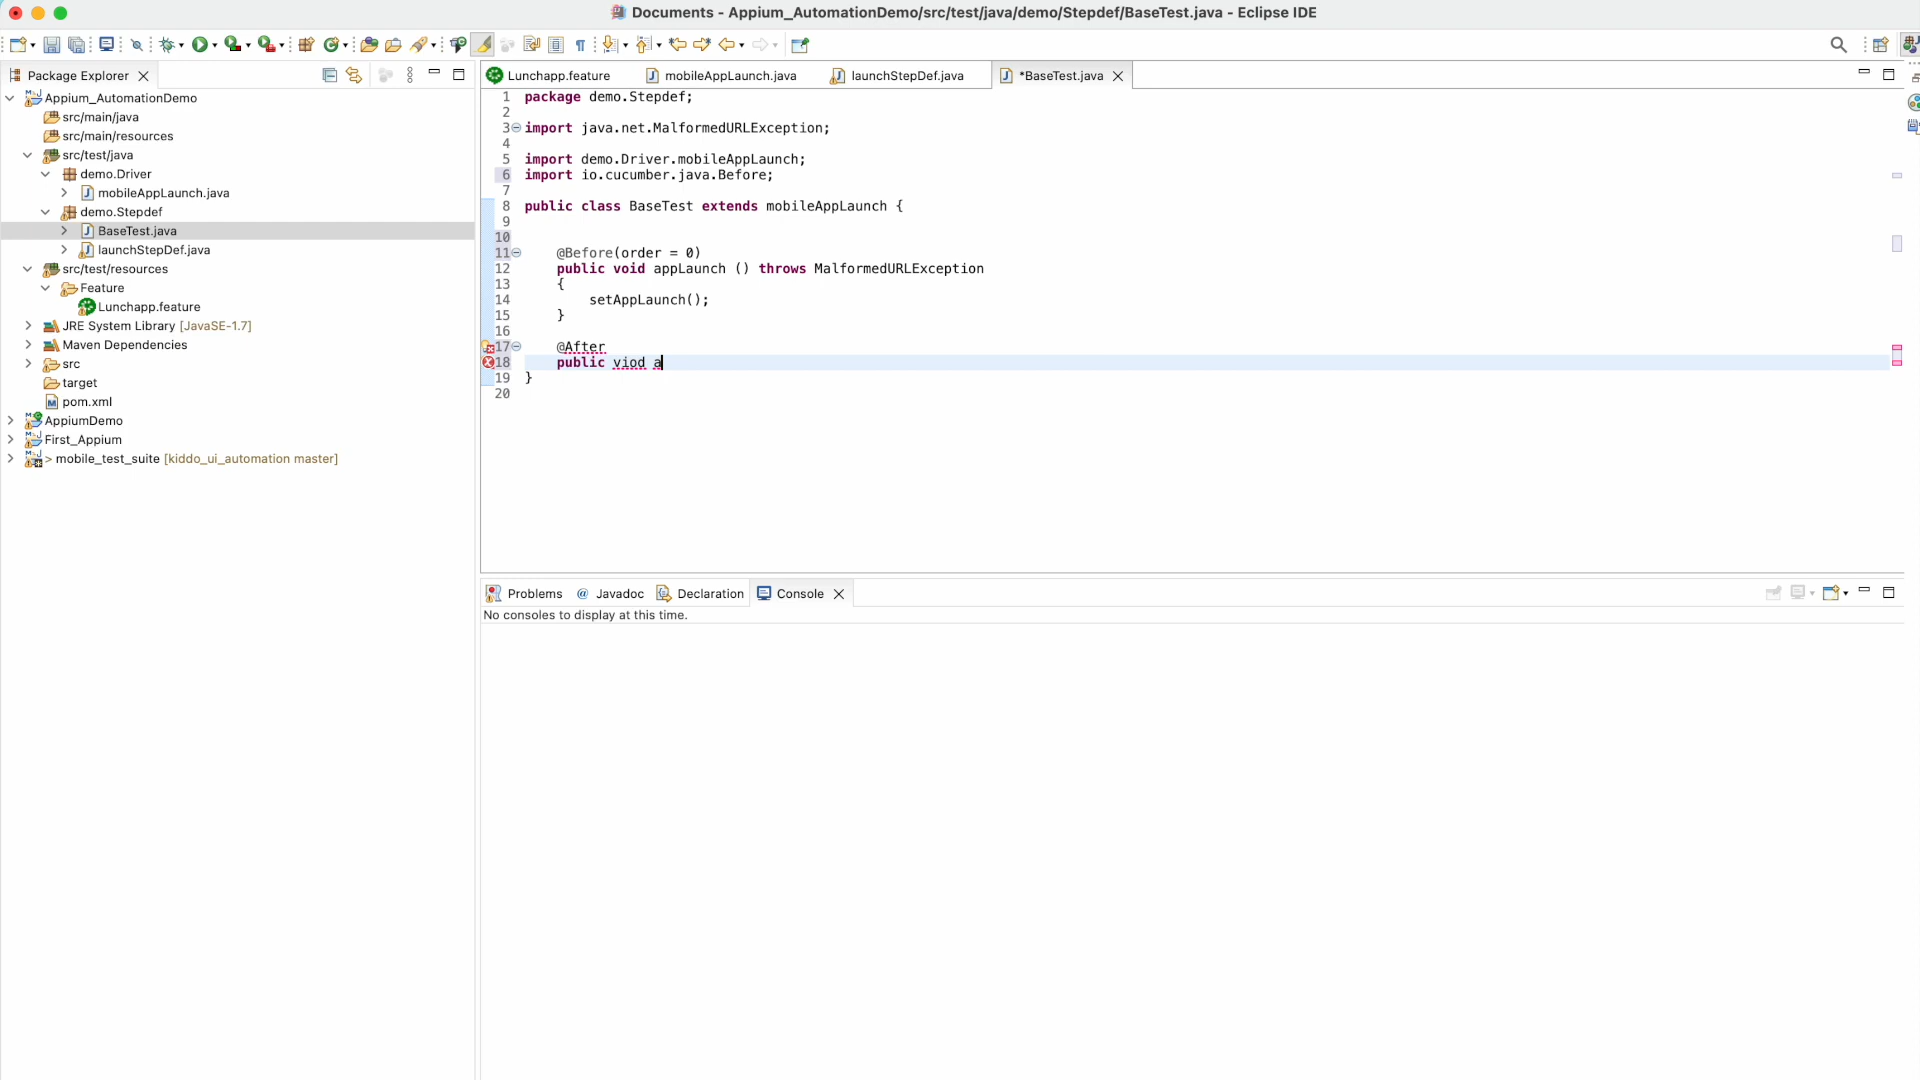 Documents - Appium_AutomationDemo/src/test/java/demo/Stepdef/BaseTest.java - Eclipse IDE
Package Explorer
Appium_AutomationDemo
src/main/java
src/main/resources
src/test/java
demo.Driver
mobileAppLaunch.java
demo.Stepdef
BaseTest.java
launchStepDef.java
src/test/resources
Feature
Lunchapp.feature
JRE System Library [JavaSE-1.7]
Maven Dependencies
src
target
pom.xml
AppiumDemo
First_Appium
> mobile_test_suite [kiddo_ui_automation master]
Lunchapp.feature mobileAppLaunch.java launchStepDef.java *BaseTest.java
1 package demo.Stepdef;
2
3 import java.net.MalformedURLException;
4
5 import demo.Driver.mobileAppLaunch;
6 import io.cucumber.java.Before;
7
8 public class BaseTest extends mobileAppLaunch {
9
10
11 @Before(order = 0)
12 public void appLaunch () throws MalformedURLException
13 {
14 setAppLaunch();
15 }
16
17 @After
18 public viod a
19 }
20
Problems @ Javadoc Declaration Console
No consoles to display at this time.